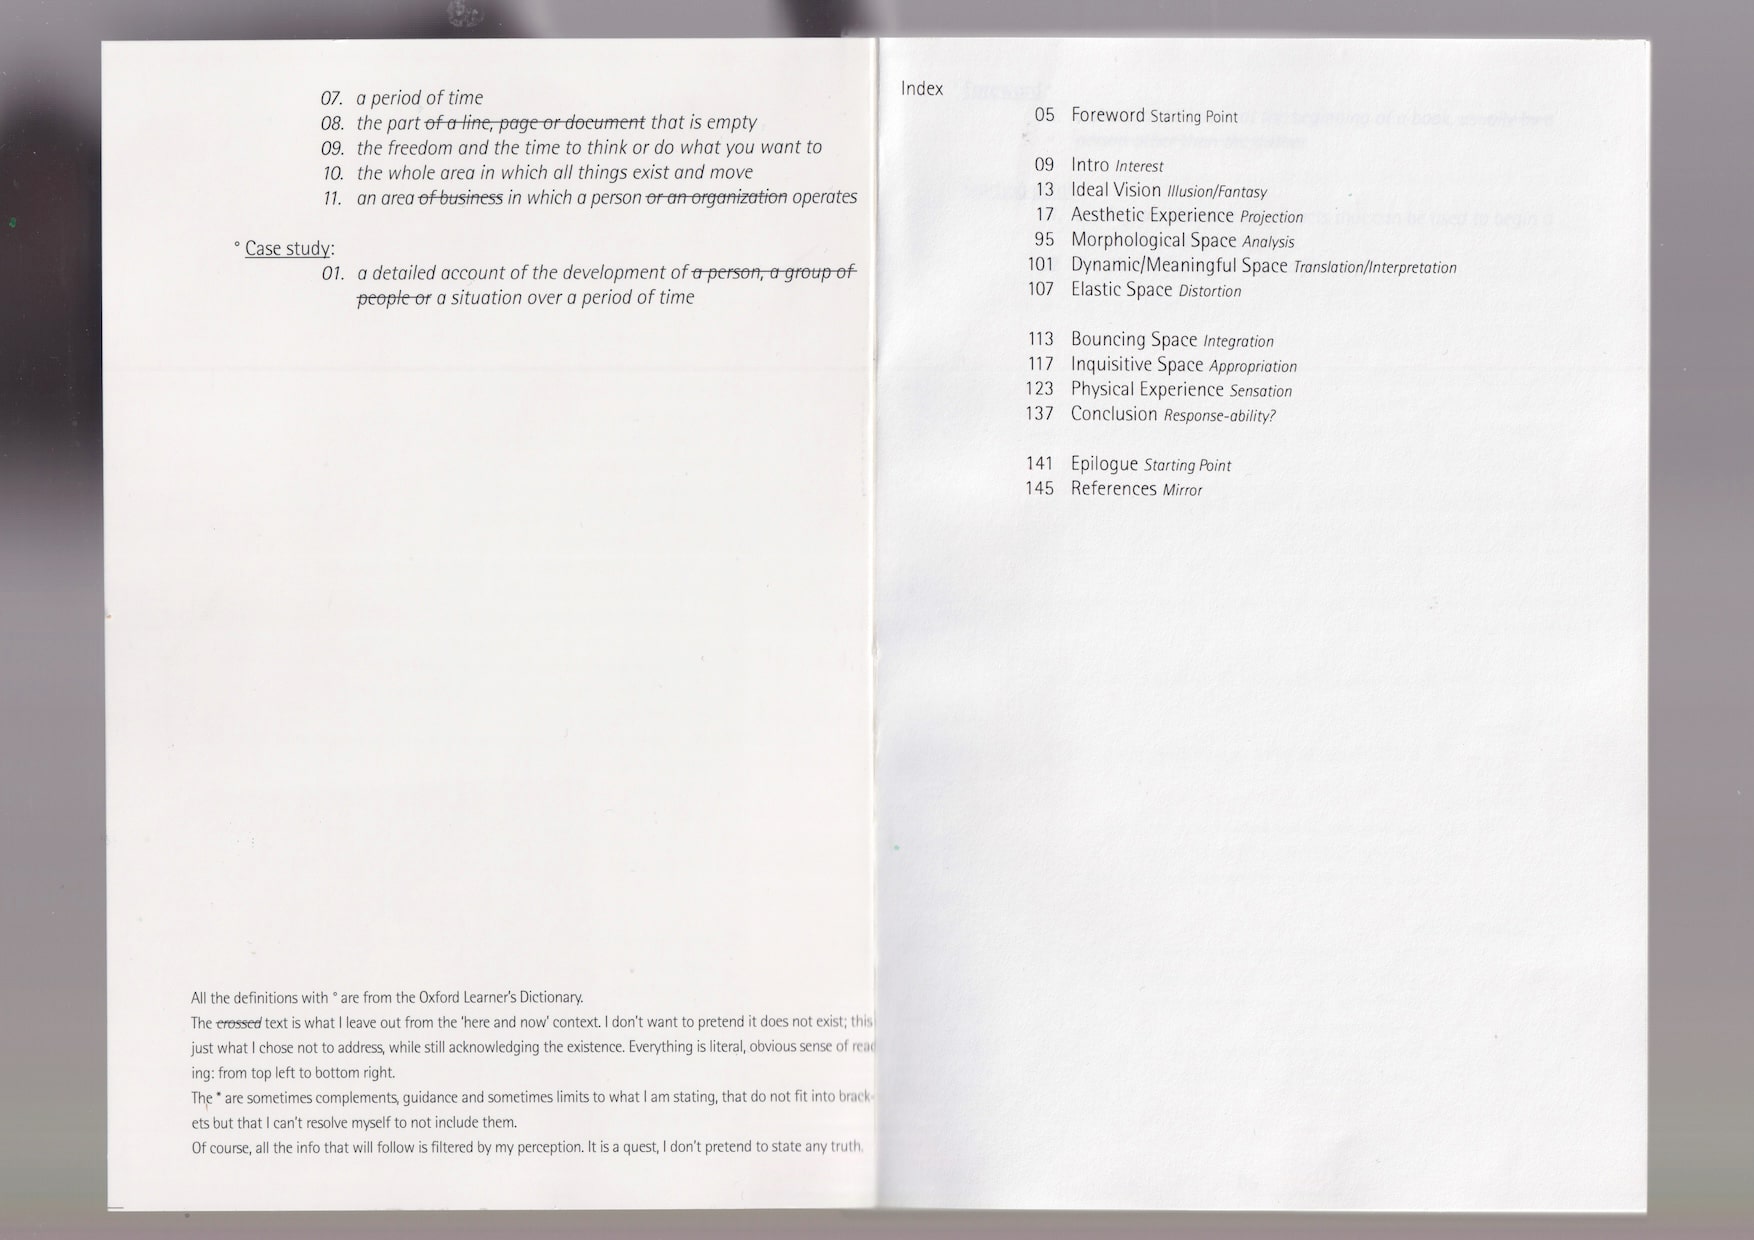 07. a period of time
08. the part of a line, page or document that is empty
09. the freedom and the time to think or do what you want to
10. the whole area in which all things exist and move
11. an area of business in which a person or an organization operates
° Case study:
01. a detailed account of the development of a person, a group of
people or a situation over a period of time
All the definitions with ° are from the Oxford Learner's Dictionary.
The crossed text is what I leave out from the 'here and now' context. I don't want to pretend it does not exist; this
just what I chose not to address, while still acknowledging the existence. Everything is literal, obvious sense of read
ing: from top left to bottom right.
The * are sometimes complements, guidance and sometimes limits to what I am stating, that do not fit into brack-
ets but that I can't resolve myself to not include them.
Of course, all the info that will follow is filtered by my perception. It is a quest, I don't pretend to state any truth.
Index
05 Foreword Starting Point
09 Intro Interest
13 Ideal Vision Illusion/Fantasy
17 Aesthetic Experience Projection
95 Morphological Space Analysis
101 Dynamic/Meaningful Space Translation/Interpretation
107 Elastic Space Distortion
113 Bouncing Space Integration
117 Inquisitive Space Appropriation
123 Physical Experience Sensation
137 Conclusion Response-ability?
141 Epilogue Starting Point
145 References Mirror